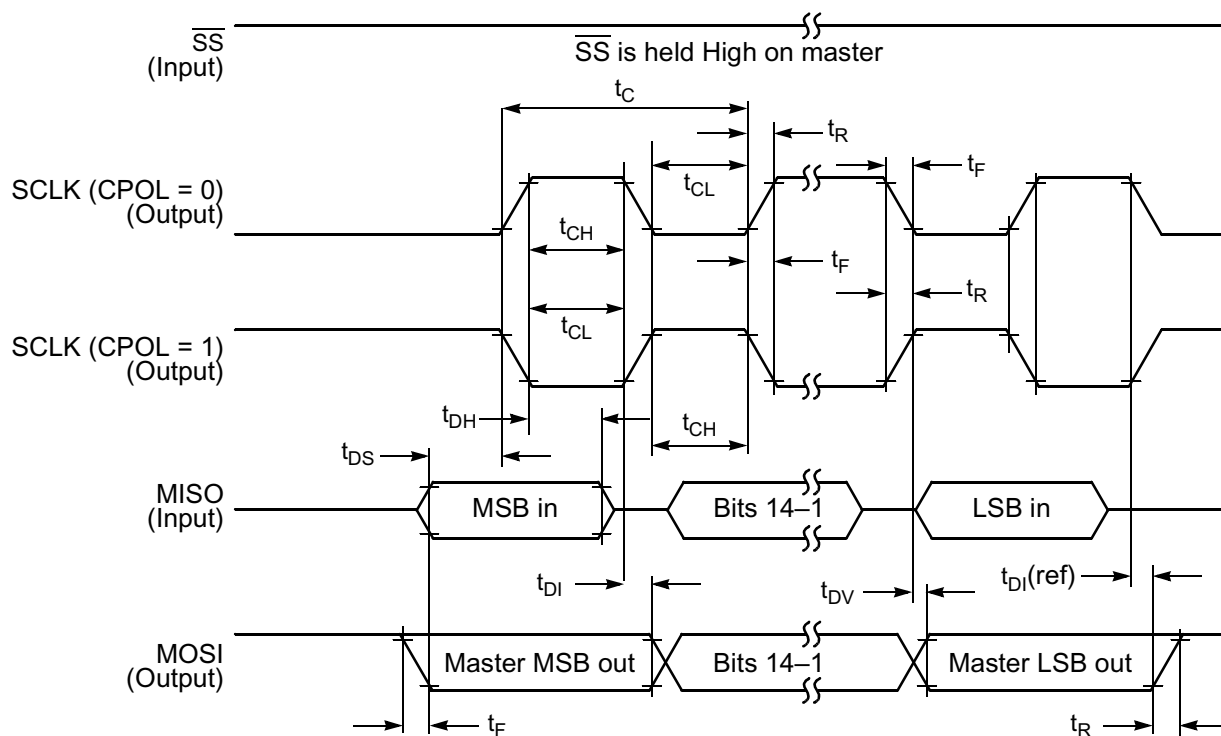 SS
(Input)
SS is held High on master
tC
tR
tF
SCLK (CPOL = 0)
(Output)
tCL
tCH
tF
tR
tCL
SCLK (CPOL = 1)
(Output)
tDH
tCH
tDS
MISO
(Input)
MSB in
Bits 14–1
LSB in
tDI
tDV
tDI(ref)
MOSI
(Output)
Master MSB out
Bits 14–1
Master LSB out
tF
tR